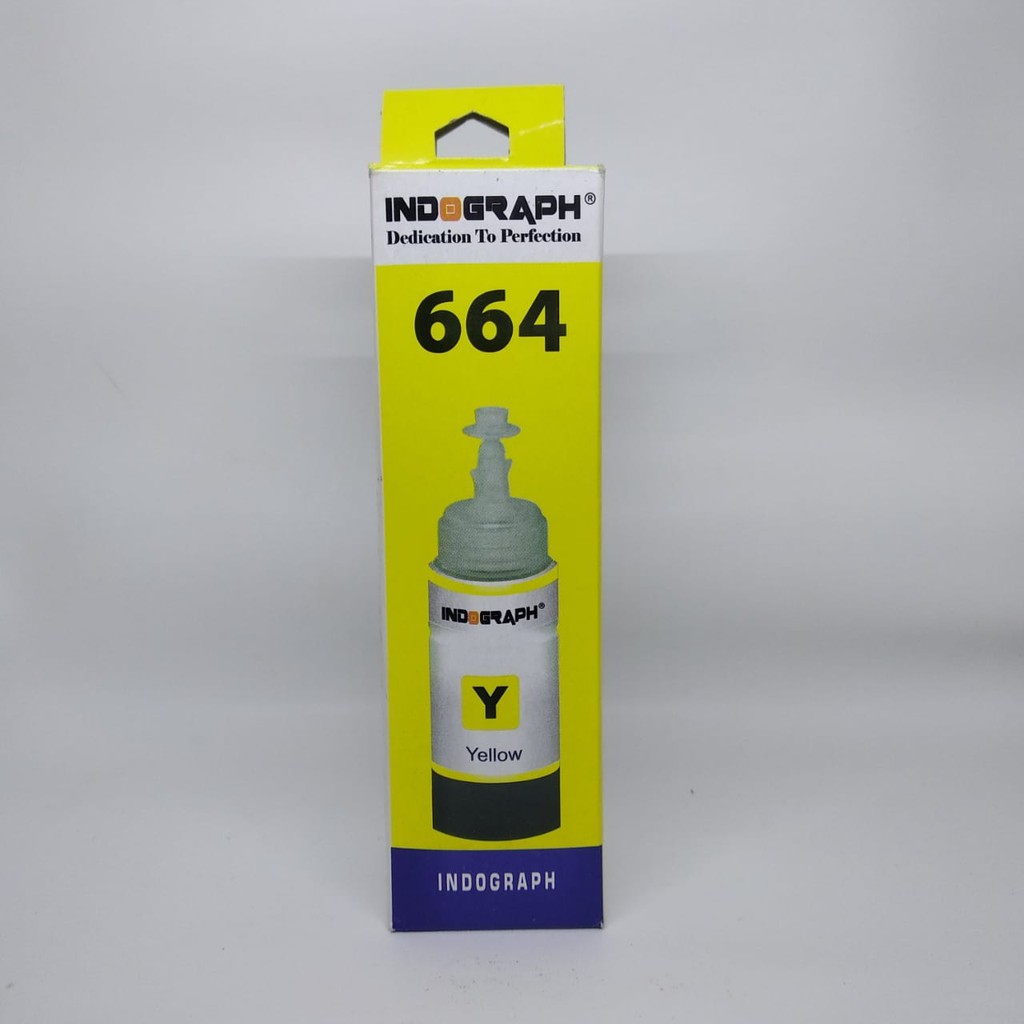 INDOGRAPH®
Dedication To Perfection
664
INDOGRAPH®
Y
Yellow
INDOGRAPH